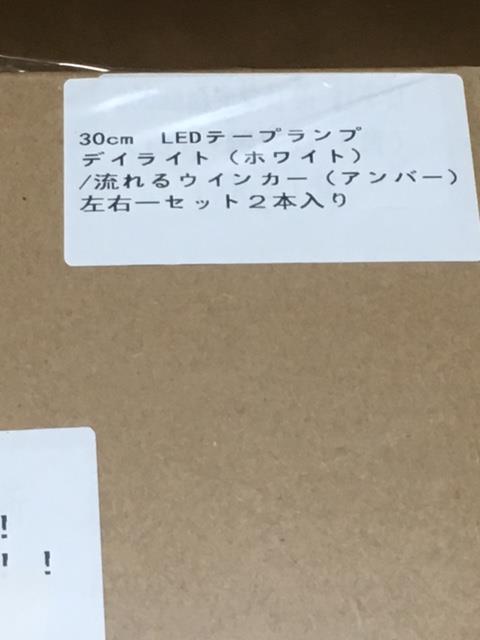 30cm　LEDテープランプ
デイライト（ホワイト）
/流れるウインカー（アンバー）
左右一セット２本入り
!
!